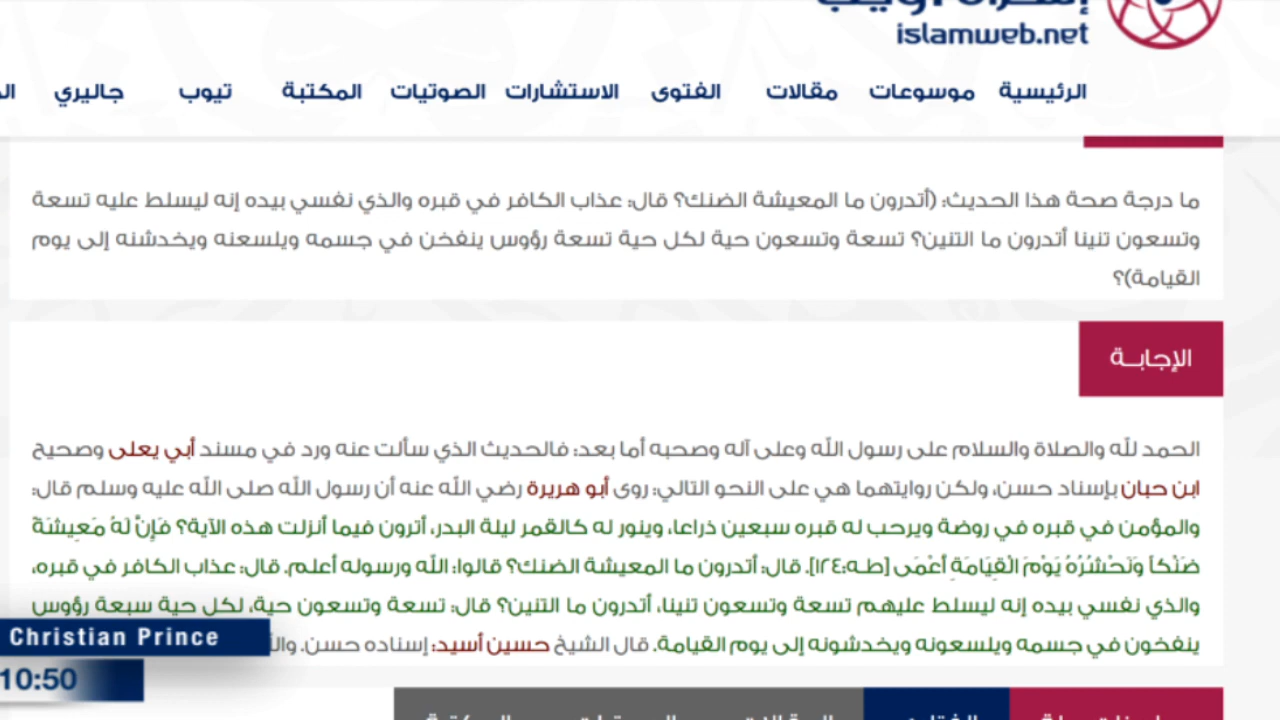 islamweb.net
الرئيسية موسوعات مقالات الفتوى الاستشارات الصوتيات المكتبة تيوب جاليري
ما درجة صحة هذا الحديث: (أتدرون ما المعيشة الضنك؟ قال: عذاب الكافر في قبره والذي نفسي بيده إنه ليسلط عليه تسعة
وتسعون تنينا أتدرون ما التنين؟ تسعة وتسعون حية لكل حية تسعة رؤوس ينفخن في جسمه ويلسعنه ويخدشنه إلى يوم
القيامة)؟
الإجابــة
الحمد لله والصلاة والسلام على رسول الله وعلى آله وصحبه أما بعد: فالحديث الذي سألت عنه ورد في مسند أبي يعلى وصحيح
ابن حبان بإسناد حسن، ولكن روايتهما هي على النحو التالي: روى أبو هريرة رضي الله عنه أن رسول الله صلى الله عليه وسلم قال:
والمؤمن في قبره في روضة ويرحب له قبره سبعين ذراعا، وينور له كالقمر ليلة البدر، أترون فيما أنزلت هذه الآية؟ فَإِنَّ لَهُ مَعِيشَةً
ضَنْكاً وَنَحْشُرُهُ يَوْمَ الْقِيَامَةِ أَعْمَى [طـه:١٢٤]. قال: أتدرون ما المعيشة الضنك؟ قالوا: الله ورسوله أعلم. قال: عذاب الكافر في قبره،
والذي نفسي بيده إنه ليسلط عليهم تسعة وتسعون تنينا، أتدرون ما التنين؟ قال: تسعة وتسعون حية، لكل حية سبعة رؤوس
ينفخون في جسمه ويلسعونه ويخدشونه إلى يوم القيامة. قال الشيخ حسين أسيد: إسناده حسن.
Christian Prince
10:50